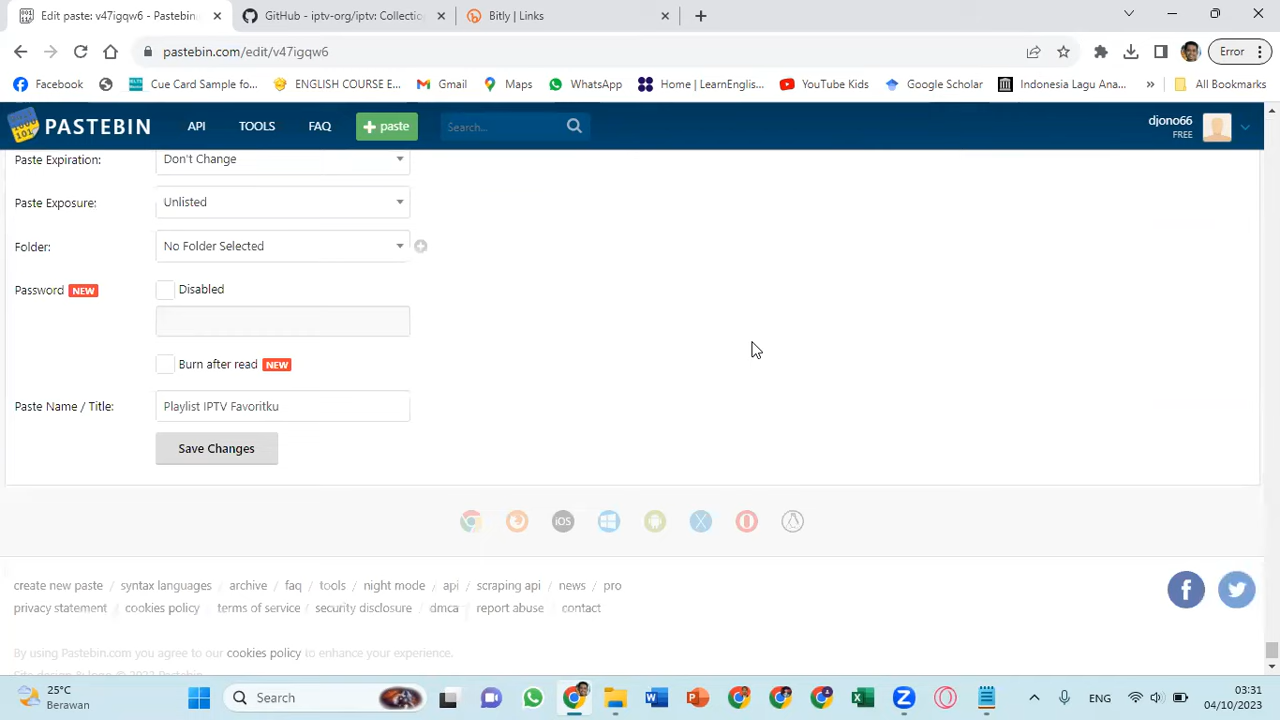 Edit paste: v47igqw6 - Pastebin
GitHub - iptv-org/iptv: Collectio
Bitly | Links
pastebin.com/edit/v47igqw6
Error
Facebook
Cue Card Sample fo...
ENGLISH COURSE E...
Gmail
Maps
WhatsApp
Home | LearnEnglis...
YouTube Kids
Google Scholar
Indonesia Lagu Ana...
»
All Bookmarks
PASTEBIN
API
TOOLS
FAQ
+ paste
Search...
djono66
FREE
Paste Expiration:
Don't Change
Paste Exposure:
Unlisted
Folder:
No Folder Selected
Password NEW
Disabled
Burn after read NEW
Paste Name / Title:
Playlist IPTV Favoritku
Save Changes
iOS
create new paste / syntax languages / archive / faq / tools / night mode / api / scraping api / news / pro
privacy statement / cookies policy / terms of service / security disclosure / dmca / report abuse / contact
By using Pastebin.com you agree to our cookies policy to enhance your experience.
Site design & logo © 2023 Pastebin
25°C
Berawan
Search
ENG
03:31
04/10/2023